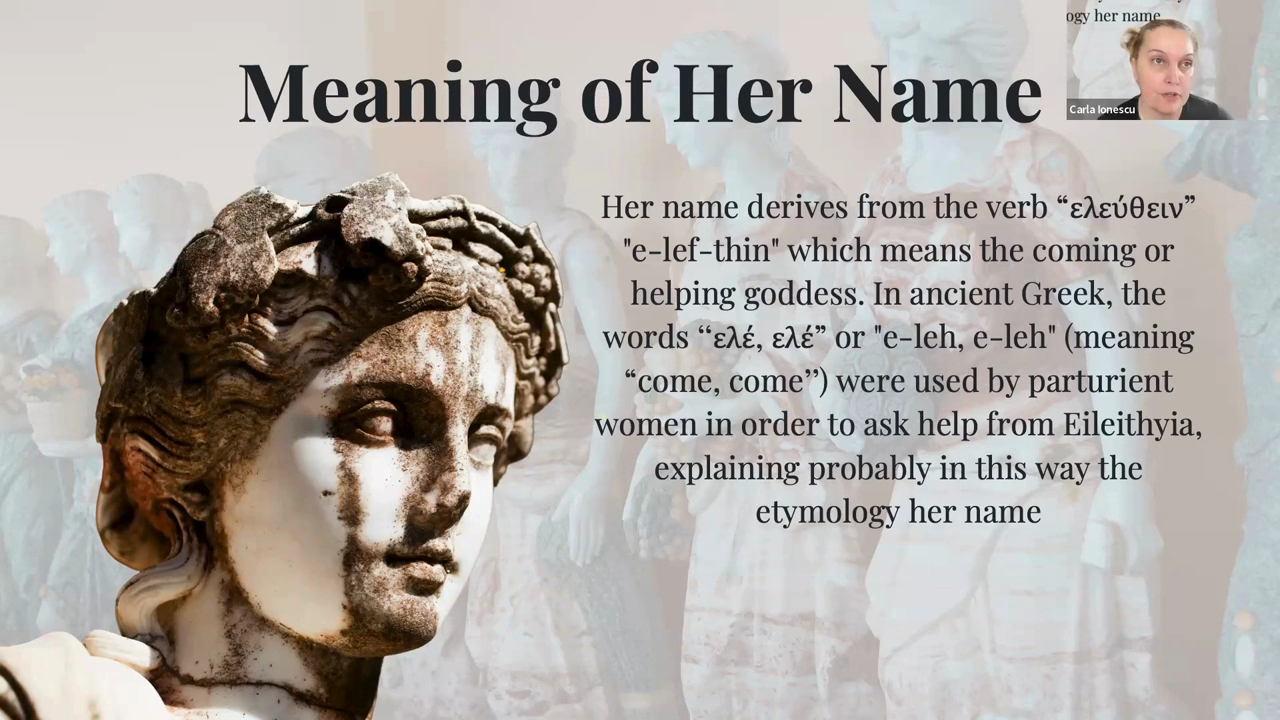 ogy her name
Meaning of Her Name
Carla Ionescu
Her name derives from the verb “ελεύθειν”
"e-lef-thin" which means the coming or
helping goddess. In ancient Greek, the
words ‘‘ελέ, ελέ” or "e-leh, e-leh" (meaning
“come, come’’) were used by parturient
women in order to ask help from Eileithyia,
explaining probably in this way the
etymology her name